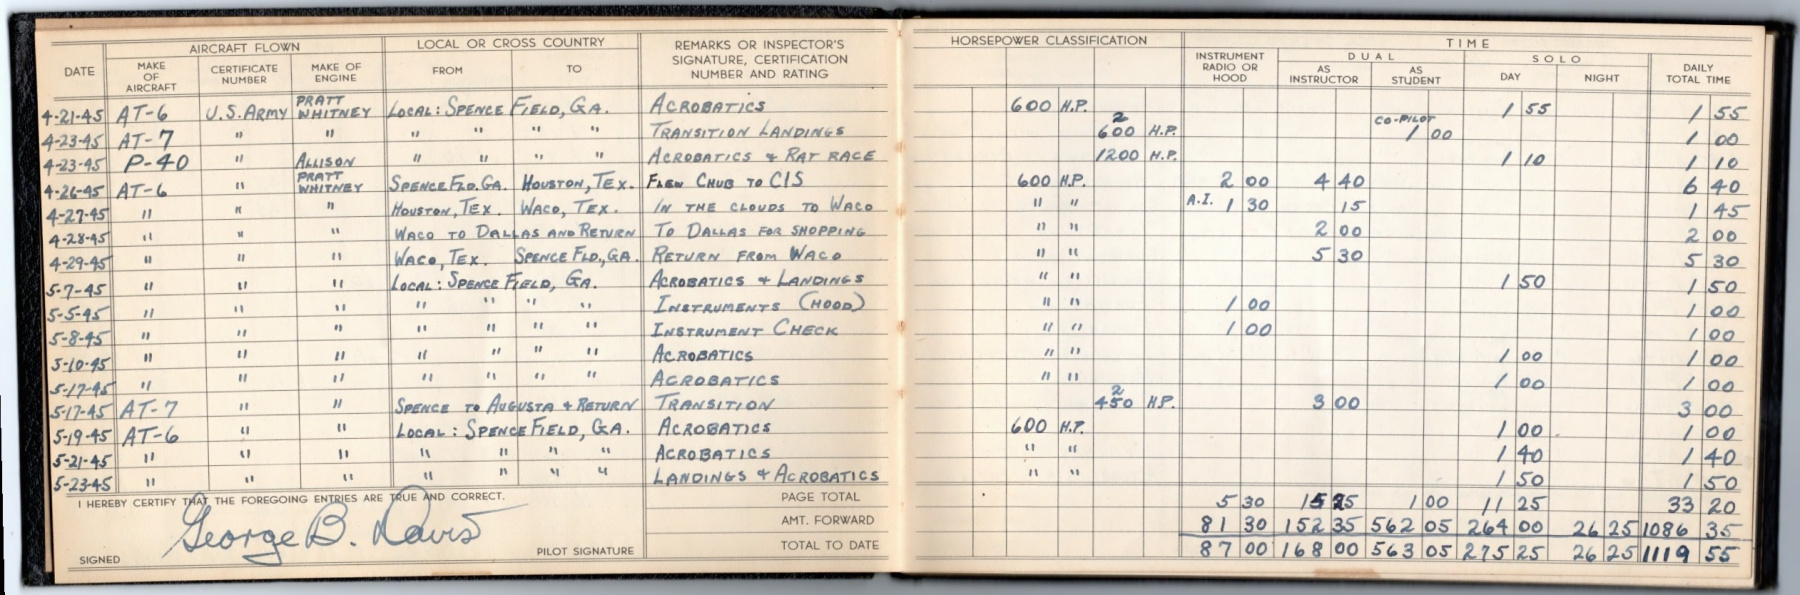 AIRCRAFT FLOWN LOCAL OR CROSS COUNTRY REMARKS OR INSPECTOR'S SIGNATURE, CERTIFICATION NUMBER AND RATING HORSEPOWER CLASSIFICATION TIME
DATE MAKE OF AIRCRAFT CERTIFICATE NUMBER MAKE OF ENGINE FROM TO INSTRUMENT RADIO OR HOOD DUAL AS INSTRUCTOR AS STUDENT SOLO DAY NIGHT DAILY TOTAL TIME
4-21-45 AT-6 U.S. ARMY PRATT WHITNEY LOCAL: SPENCE FIELD, GA. ACROBATICS 600 H.P. 1 55 1 55
4-23-45 AT-7 " " " " " " TRANSITION LANDINGS 2 600 H.P. CO-PILOT 1 00 1 00
4-23-45 P-40 " ALLISON " " " " ACROBATICS & RAT RACE 1200 H.P. 1 10 1 10
4-26-45 AT-6 " PRATT WHITNEY SPENCE FLD. GA. HOUSTON, TEX. FLEW CHUB TO CIS 600 H.P. 2 00 4 40 6 40
4-27-45 " " " HOUSTON, TEX. WACO, TEX. IN THE CLOUDS TO WACO " " A.I. 1 30 15 1 45
4-28-45 " " " WACO TO DALLAS AND RETURN TO DALLAS FOR SHOPPING " " 2 00 2 00
4-29-45 " " " WACO, TEX. SPENCE FLD., GA. RETURN FROM WACO " " 5 30 5 30
5-7-45 " " " LOCAL: SPENCE FIELD, GA. ACROBATICS & LANDINGS " " 1 50 1 50
5-5-45 " " " " " " " INSTRUMENTS (HOOD) " " 1 00 1 00
5-8-45 " " " " " " " INSTRUMENT CHECK " " 1 00 1 00
5-10-45 " " " " " " " ACROBATICS " " 1 00 1 00
5-17-45 " " " " " " " ACROBATICS " " 1 00 1 00
5-17-45 AT-7 " " SPENCE TO AUGUSTA & RETURN TRANSITION 2 450 H.P. 3 00 3 00
5-19-45 AT-6 " " LOCAL: SPENCE FIELD, GA. ACROBATICS 600 H.P. 1 00 1 00
5-21-45 " " " " " " " ACROBATICS " " 1 40 1 40
5-23-45 " " " " " " LANDINGS & ACROBATICS " " 1 50 1 50
I HEREBY CERTIFY THAT THE FOREGOING ENTRIES ARE TRUE AND CORRECT. PAGE TOTAL 5 30 15 25 1 00 11 25 33 20
George B. Davis AMT. FORWARD 81 30 152 35 562 05 264 00 26 25 1086 35
SIGNED PILOT SIGNATURE TOTAL TO DATE 87 00 168 00 563 05 275 25 26 25 1119 55